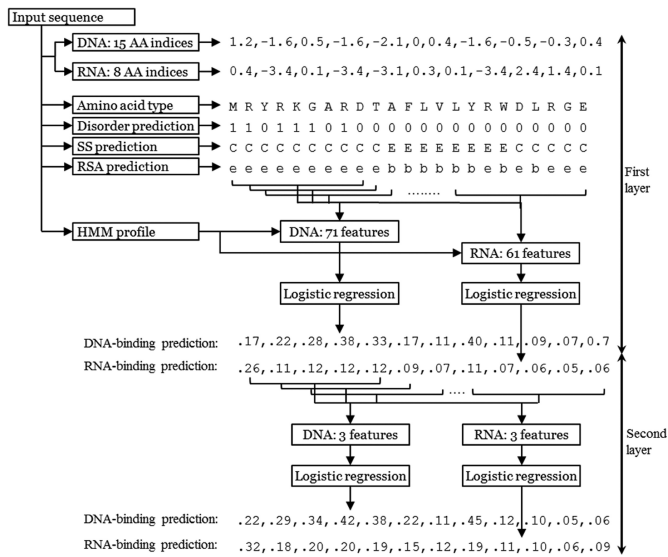 Input sequence
DNA: 15 AA indices 1.2,-1.6,0.5,-1.6,-2.1,0,0.4,-1.6,-0.5,-0.3,0.4
RNA: 8 AA indices 0.4,-3.4,0.1,-3.4,-3.1,0.3,0.1,-3.4,2.4,1.4,0.1
Amino acid type M R Y R K G A R D T A F L V L Y R W D L R G E
Disorder prediction 1 1 0 1 1 1 0 1 0 0 0 0 0 0 0 0 0 0 0 0 0 0 0
SS prediction C C C C C C C C C C E E E E E E E E C C C C C
RSA prediction e e e e e e e e e e b b b b b b e b e b e e e
........
First
layer
HMM profile
DNA: 71 features
RNA: 61 features
Logistic regression Logistic regression
DNA-binding prediction: .17,.22,.28,.38,.33,.17,.11,.40,.11,.09,.07,0.7
RNA-binding prediction: .26,.11,.12,.12,.12,.09,.07,.11,.07,.06,.05,.06
....
DNA: 3 features RNA: 3 features
Second
layer
Logistic regression Logistic regression
DNA-binding prediction: .22,.29,.34,.42,.38,.22,.11,.45,.12,.10,.05,.06
RNA-binding prediction: .32,.18,.20,.20,.19,.15,.12,.19,.11,.10,.06,.09